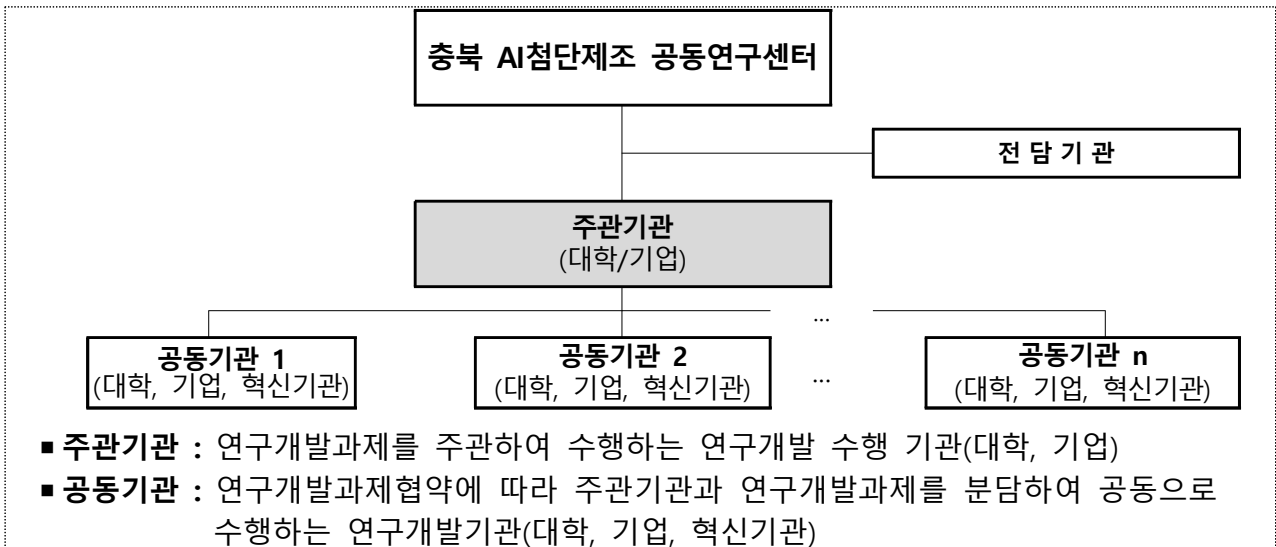 충북 AI첨단제조 공동연구센터
전 담 기 관
주관기관
(대학/기업)
...
공동기관 1
(대학, 기업, 혁신기관)
공동기관 2
(대학, 기업, 혁신기관)
...
공동기관 n
(대학, 기업, 혁신기관)
▪ 주관기관 : 연구개발과제를 주관하여 수행하는 연구개발 수행 기관(대학, 기업)
▪ 공동기관 : 연구개발과제협약에 따라 주관기관과 연구개발과제를 분담하여 공동으로
수행하는 연구개발기관(대학, 기업, 혁신기관)